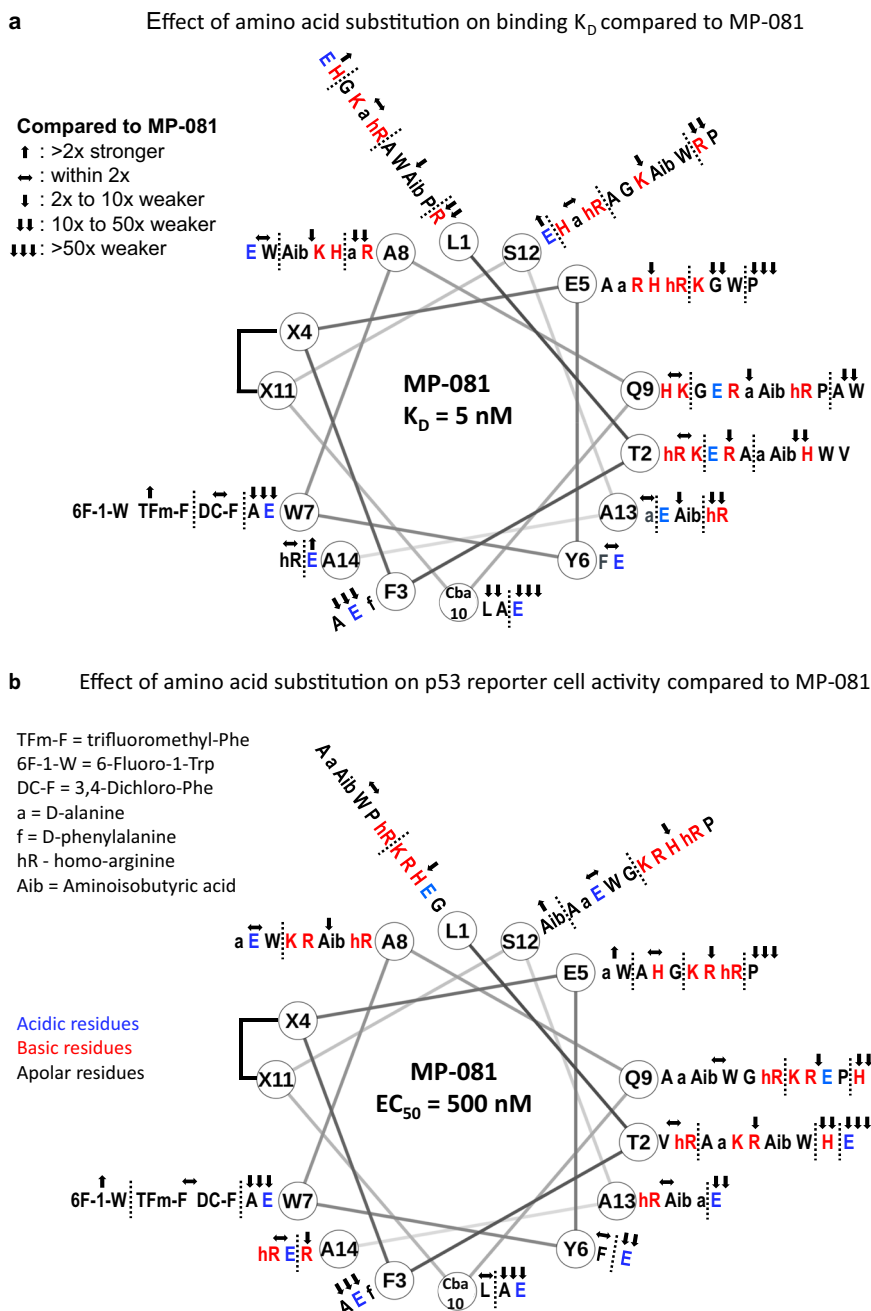 a Effect of amino acid substitution on binding KD compared to MP-081
Compared to MP-081
⬆ : >2x stronger
↔ : within 2x
⬇ : 2x to 10x weaker
⬇⬇ : 10x to 50x weaker
⬇⬇⬇ : >50x weaker
E H G K a hR A W Aib P R
L1
E H a hR A G K Aib W R P
S12
E W Aib K H a R
A8
E5
A a R H hR K G W P
X4
X11
MP-081
KD = 5 nM
Q9
H K G E R a Aib hR P A W
T2
hR K E R A a Aib H W V
6F-1-W TFm-F DC-F A E
W7
A13
a E Aib hR
hR E
A14
Y6
F E
A E f
F3
Cba
10
L A E
b Effect of amino acid substitution on p53 reporter cell activity compared to MP-081
TFm-F = trifluoromethyl-Phe
6F-1-W = 6-Fluoro-1-Trp
DC-F = 3,4-Dichloro-Phe
a = D-alanine
f = D-phenylalanine
hR - homo-arginine
Aib = Aminoisobutyric acid
A a Aib W P hR K R H E G
L1
Aib A a E W G K R H hR P
S12
a E W K R Aib hR
A8
E5
a W A H G K R hR P
X4
X11
Acidic residues
Basic residues
Apolar residues
MP-081
EC50 = 500 nM
Q9
A a Aib W G hR K R E P H
T2
V hR A a K R Aib W H E
6F-1-W TFm-F DC-F A E
W7
A13
hR Aib a E
hR E R
A14
Y6
F E
A E f
F3
Cba
10
L A E